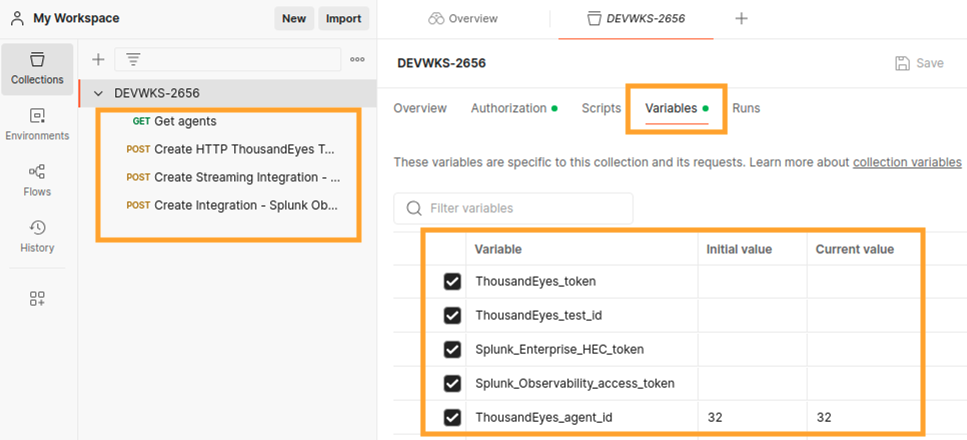 My Workspace
New
Import
Overview
DEVWKS-2656
Collections
Environments
Flows
History
DEVWKS-2656
GET Get agents
POST Create HTTP ThousandEyes T...
POST Create Streaming Integration - ...
POST Create Integration - Splunk Ob...
DEVWKS-2656
Save
Overview
Authorization
Scripts
Variables
Runs
These variables are specific to this collection and its requests. Learn more about collection variables
Filter variables
Variable Initial value Current value
ThousandEyes_token
ThousandEyes_test_id
Splunk_Enterprise_HEC_token
Splunk_Observability_access_token
ThousandEyes_agent_id 32 32